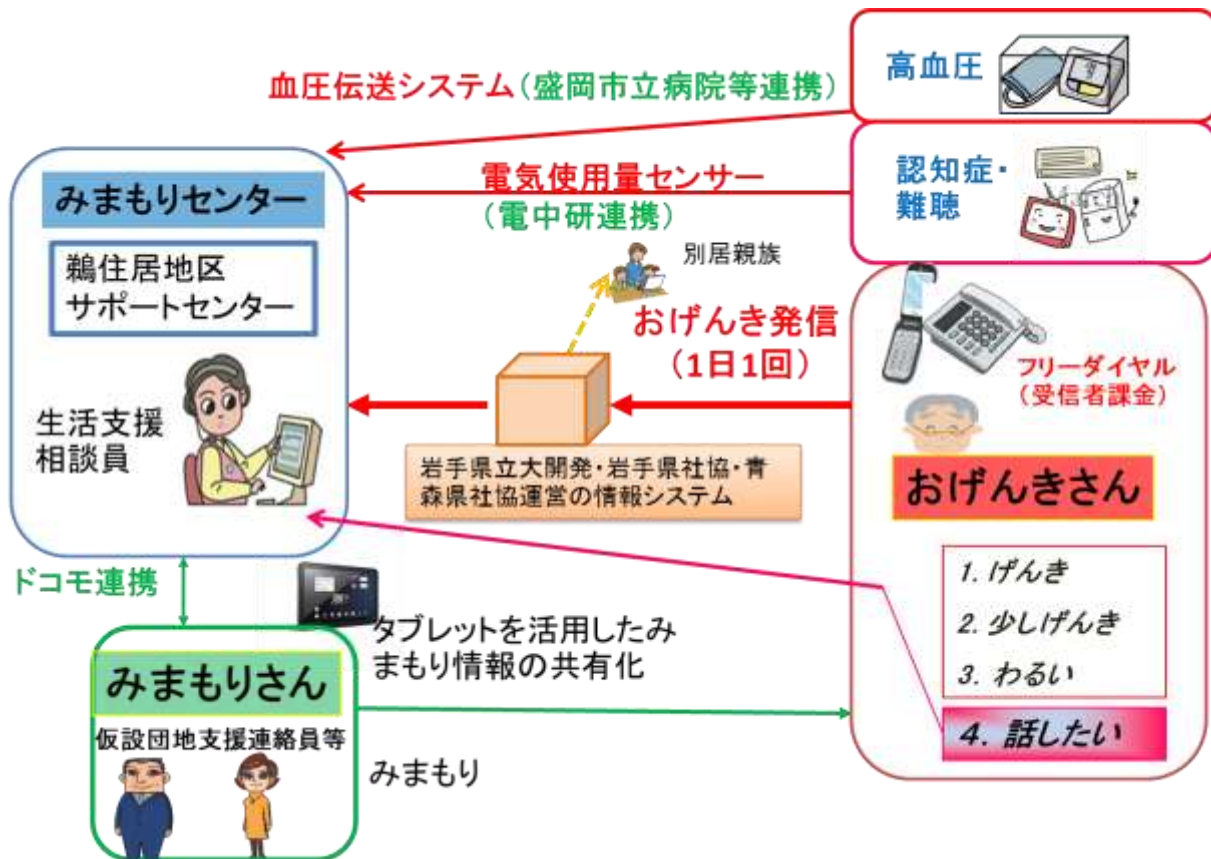 高血圧
血圧伝送システム(盛岡市立病院等連携)
認知症・
難聴
電気使用量センサー
(電中研連携)
みまもりセンター
鵜住居地区
サポートセンター
生活支援
相談員
別居親族
おげんき発信
(1日1回)
フリーダイヤル
(受信者課金)
岩手県立大開発・岩手県社協・青
森県社協運営の情報システム
おげんきさん
1. げんき
2. 少しげんき
3. わるい
4. 話したい
ドコモ連携
タブレットを活用したみ
まもり情報の共有化
みまもりさん
仮設団地支援連絡員等
みまもり